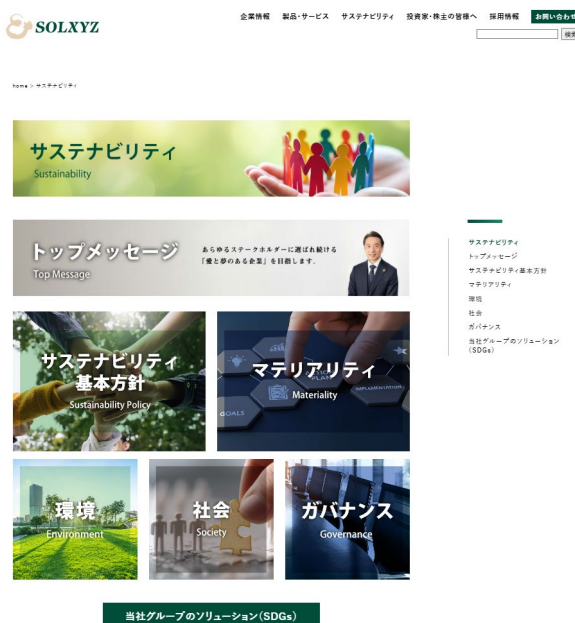 SOLXYZ
企業情報 製品・サービス サステナビリティ 投資家・株主の皆様へ 採用情報 お問い合わせ
検索
home > サステナビリティ
サステナビリティ
Sustainability
トップメッセージ
Top Message
あらゆるステークホルダーに選ばれ続ける
「愛と夢のある企業」を目指します。
サステナビリティ
基本方針
Sustainability Policy
マテリアリティ
Materiality
PLAN
IMPLEMENTATION
GOALS
環境
Environment
社会
Society
ガバナンス
Governance
当社グループのソリューション(SDGs)
サステナビリティ
トップメッセージ
サステナビリティ基本方針
マテリアリティ
環境
社会
ガバナンス
当社グループのソリューション
(SDGs)